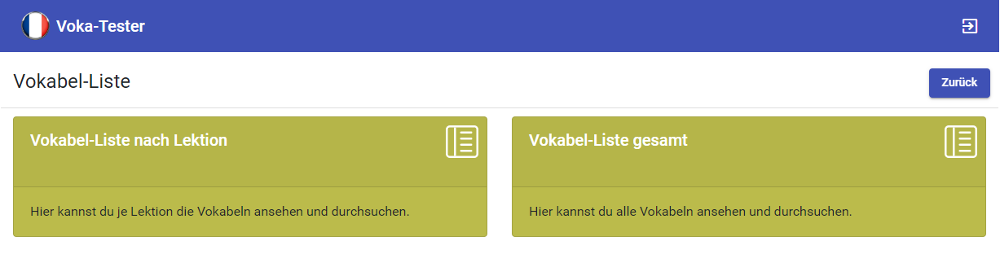 Voka-Tester
Vokabel-Liste
Zurück
Vokabel-Liste nach Lektion
Hier kannst du je Lektion die Vokabeln ansehen und durchsuchen.
Vokabel-Liste gesamt
Hier kannst du alle Vokabeln ansehen und durchsuchen.